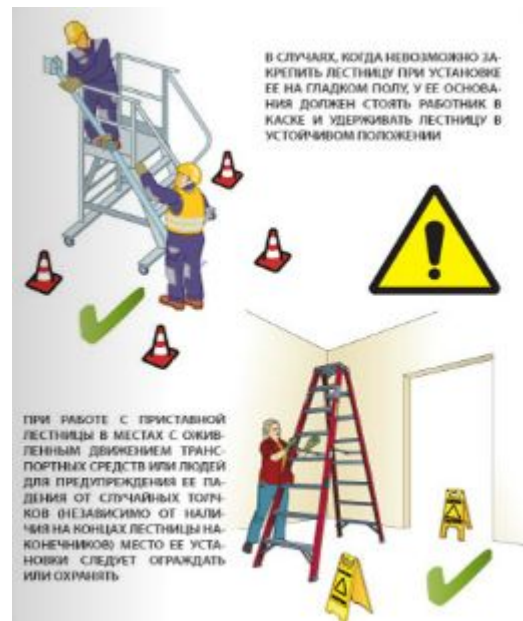 В СЛУЧАЯХ, КОГДА НЕВОЗМОЖНО ЗА-
КРЕПИТЬ ЛЕСТНИЦУ ПРИ УСТАНОВКЕ
ЕЕ НА ГЛАДКОМ ПОЛУ, У ЕЕ ОСНОВА-
НИЯ ДОЛЖЕН СТОЯТЬ РАБОТНИК В
КАСКЕ И УДЕРЖИВАТЬ ЛЕСТНИЦУ В
УСТОЙЧИВОМ ПОЛОЖЕНИИ
ПРИ РАБОТЕ С ПРИСТАВНОЙ
ЛЕСТНИЦЫ В МЕСТАХ С ОЖИВ-
ЛЕННЫМ ДВИЖЕНИЕМ ТРАНС-
ПОРТНЫХ СРЕДСТВ ИЛИ ЛЮДЕЙ
ДЛЯ ПРЕДУПРЕЖДЕНИЯ ЕЕ ПА-
ДЕНИЯ ОТ СЛУЧАЙНЫХ ТОЛЧ-
КОВ (НЕЗАВИСИМО ОТ НАЛИ-
ЧИЯ НА КОНЦАХ ЛЕСТНИЦЫ НА-
КОНЕЧНИКОВ) МЕСТО ЕЕ УСТА-
НОВКИ СЛЕДУЕТ ОГРАЖДАТЬ
ИЛИ ОХРАНЯТЬ